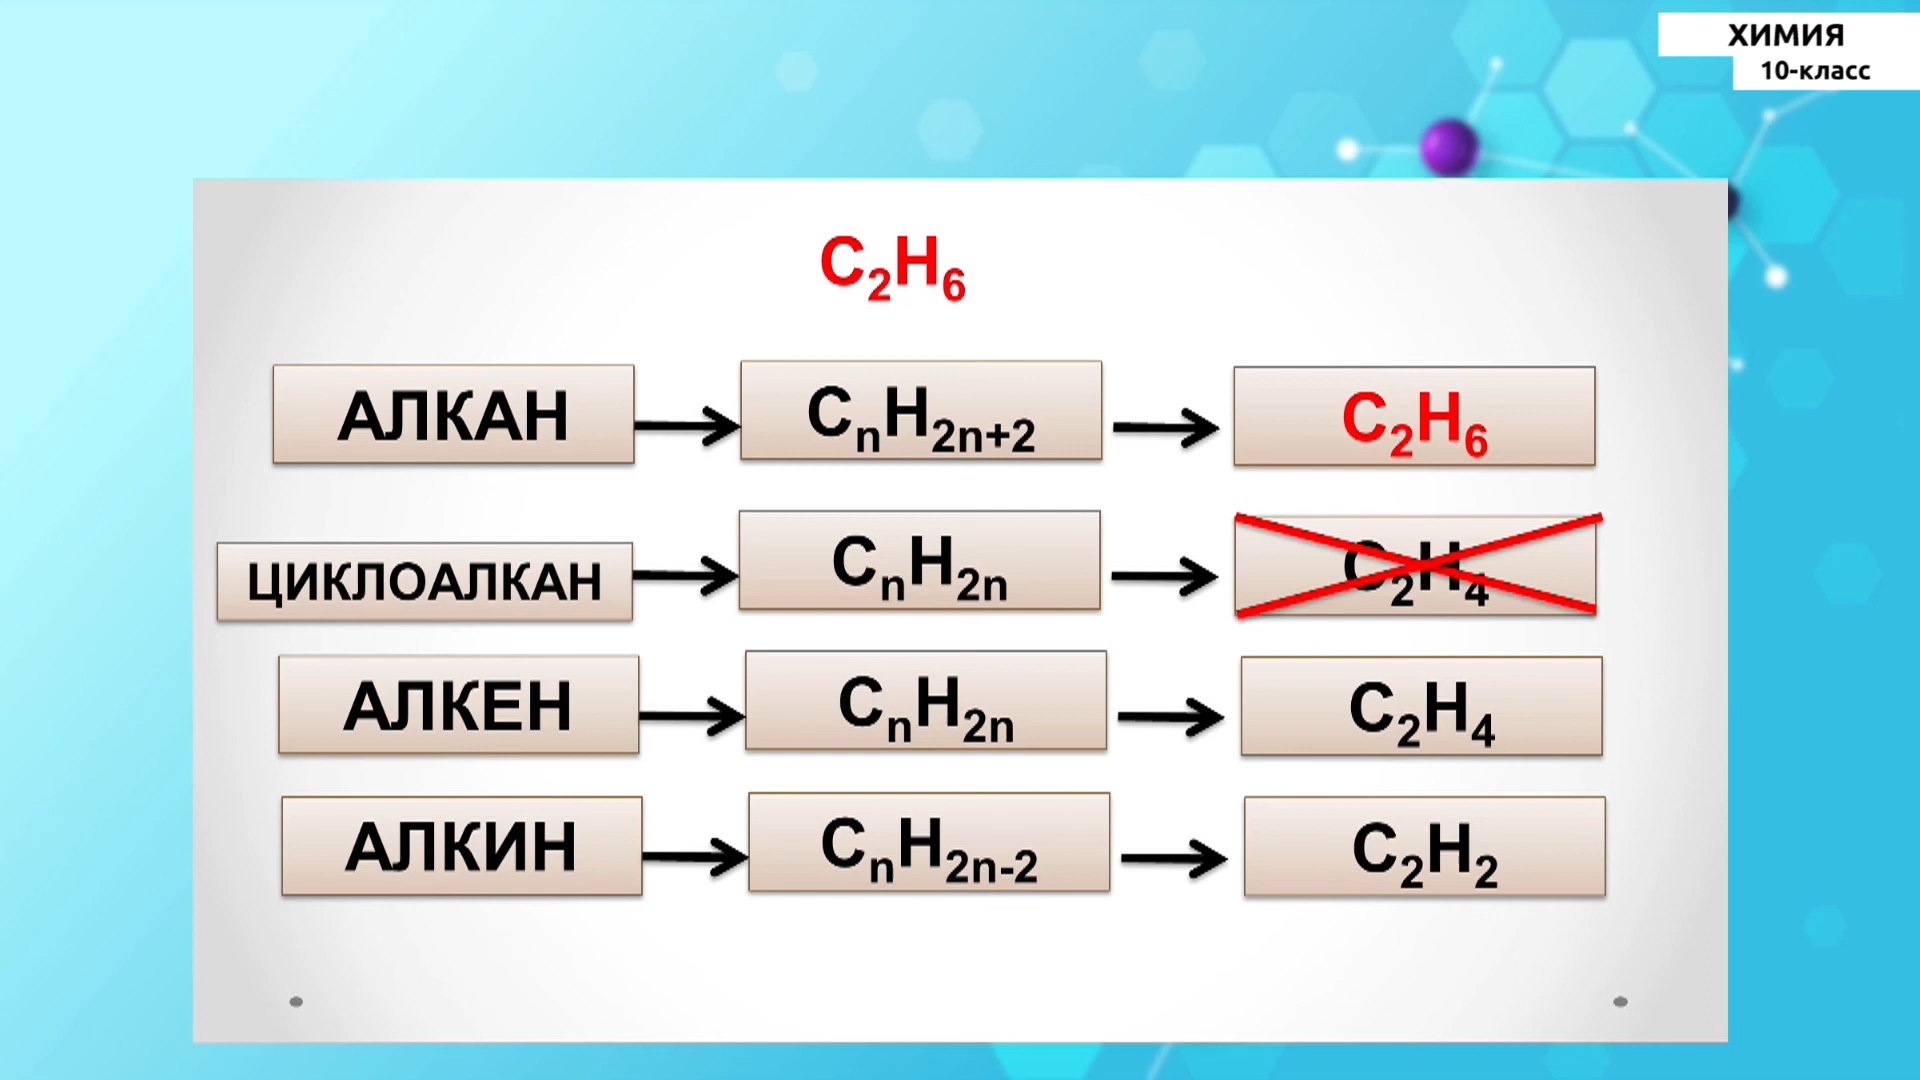 ХИМИЯ
10-класс
C₂H₆
АЛКАН CₙH₂ₙ₊₂ C₂H₆
ЦИКЛОАЛКАН CₙH₂ₙ C₂H₄
АЛКЕН CₙH₂ₙ C₂H₄
АЛКИН CₙH₂ₙ₋₂ C₂H₂